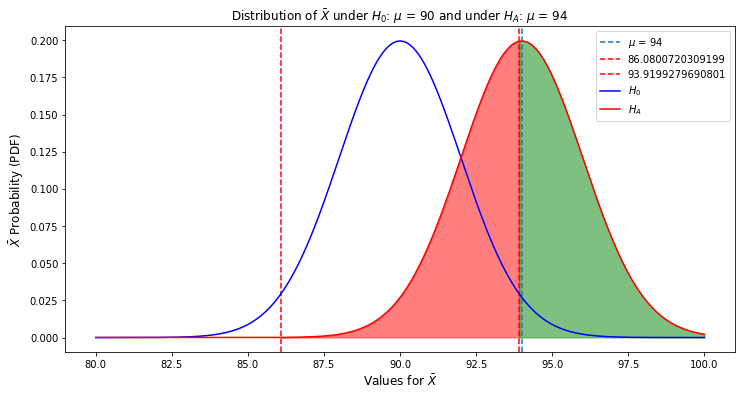 Distribution of X̄ under H₀: μ = 90 and under H_A: μ = 94
μ = 94
86.0800720309199
93.9199279690801
H₀
H_A
X̄ Probability (PDF)
0.200
0.175
0.150
0.125
0.100
0.075
0.050
0.025
0.000
80.0 82.5 85.0 87.5 90.0 92.5 95.0 97.5 100.0
Values for X̄